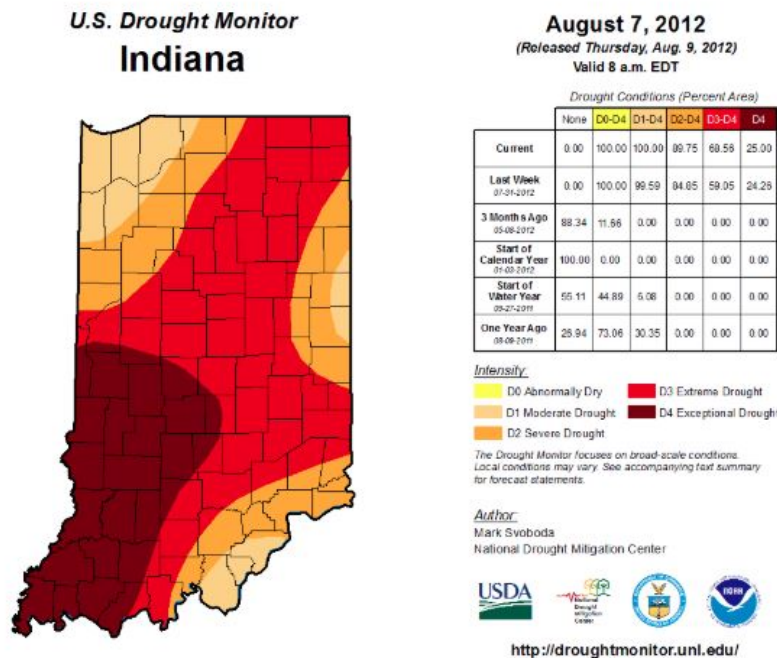 U.S. Drought Monitor
Indiana
August 7, 2012
(Released Thursday, Aug. 9, 2012)
Valid 8 a.m. EDT
Drought Conditions (Percent Area)
None D0-D4 D1-D4 D2-D4 D3-D4 D4
Current 0.00 100.00 100.00 89.75 68.56 25.00
Last Week
07-31-2012 0.00 100.00 99.59 84.85 59.05 24.26
3 Months Ago
05-08-2012 88.34 11.66 0.00 0.00 0.00 0.00
Start of
Calendar Year
01-03-2012 100.00 0.00 0.00 0.00 0.00 0.00
Start of
Water Year
09-27-2011 55.11 44.89 6.08 0.00 0.00 0.00
One Year Ago
08-09-2011 26.94 73.06 30.35 0.00 0.00 0.00
Intensity:
D0 Abnormally Dry D3 Extreme Drought
D1 Moderate Drought D4 Exceptional Drought
D2 Severe Drought
The Drought Monitor focuses on broad-scale conditions.
Local conditions may vary. See accompanying text summary
for forecast statements.
Author:
Mark Svoboda
National Drought Mitigation Center
USDA
National
Drought
Mitigation
Center
NOAA
http://droughtmonitor.unl.edu/